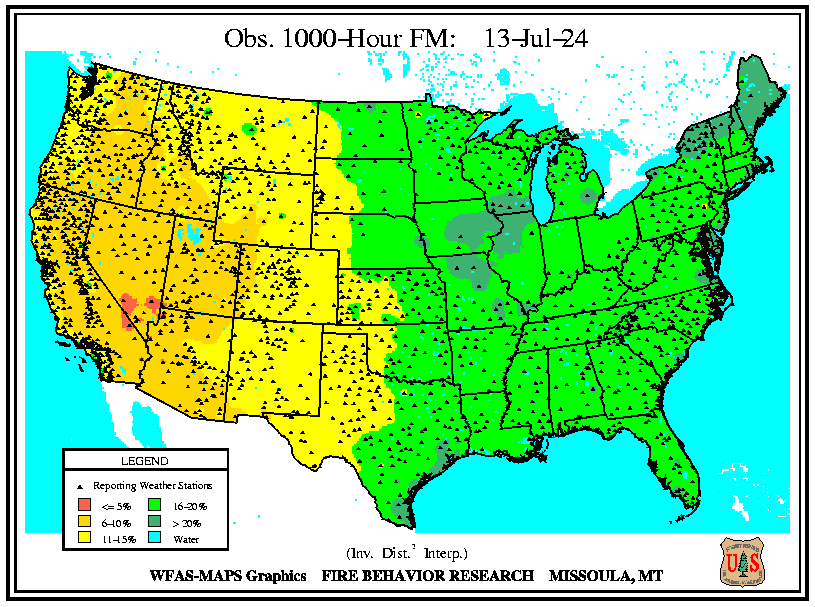 Obs. 1000-Hour FM: 13-Jul-24
LEGEND
Reporting Weather Stations
<= 5% 16-20%
6-10% > 20%
11-15% Water
(Inv. Dist.² Interp.)
WFAS-MAPS Graphics FIRE BEHAVIOR RESEARCH MISSOULA, MT
U S